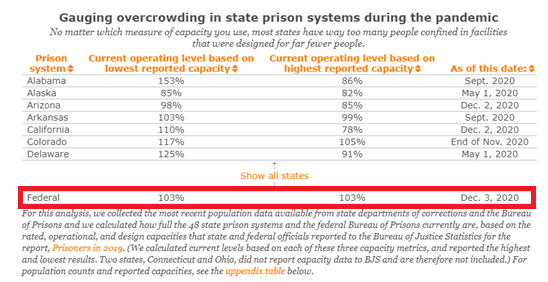 Gauging overcrowding in state prison systems during the pandemic
No matter which measure of capacity you use, most states have way too many people confined in facilities
that were designed for far fewer people.
Prison Current operating level based on Current operating level based on
system lowest reported capacity highest reported capacity As of this date:
Alabama 153% 86% Sept. 2020
Alaska 85% 82% May 1, 2020
Arizona 98% 85% Dec. 2, 2020
Arkansas 103% 99% Sept. 2020
California 110% 78% Dec. 2, 2020
Colorado 117% 105% End of Nov. 2020
Delaware 125% 91% May 1, 2020
Show all states
Federal 103% 103% Dec. 3, 2020
For this analysis, we collected the most recent population data available from state departments of corrections and the Bureau
of Prisons and we calculated how full the 48 state prison systems and the federal Bureau of Prisons currently are, based on the
rated, operational, and design capacities that state and federal officials reported to the Bureau of Justice Statistics for the
report, Prisoners in 2019. (We calculated current levels based on each of these three capacity metrics, and reported the highest
and lowest results. Two states, Connecticut and Ohio, did not report capacity data to BJS and are therefore not included.) For
population counts and reported capacities, see the appendix table below.